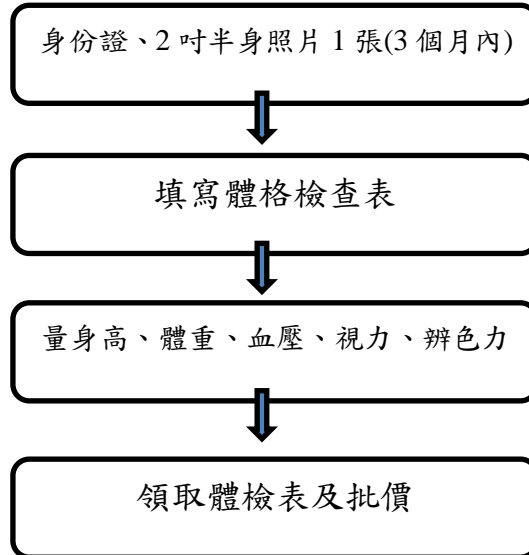 身份證、2 吋半身照片 1 張(3 個月內)
填寫體格檢查表
量身高、體重、血壓、視力、辨色力
領取體檢表及批價